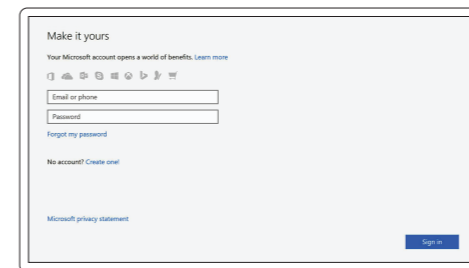 Make it yours
Your Microsoft account opens a world of benefits. Learn more
Email or phone
Password
Forgot my password
No account? Create one!
Microsoft privacy statement
Sign in